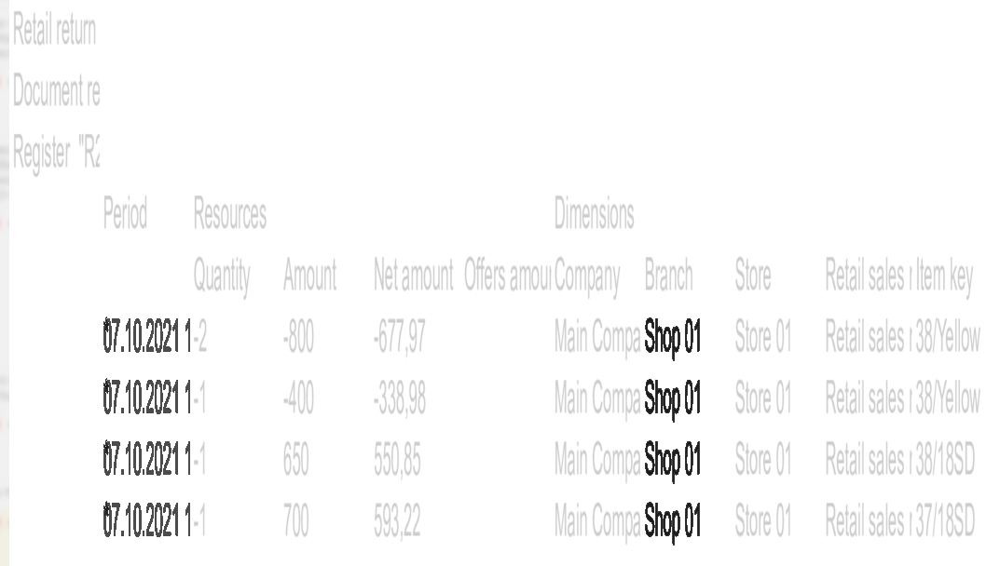 Retail return
Document re
Register "R2
Period Resources Dimensions
Quantity Amount Net amount Offers amou Company Branch Store Retail sales r Item key
07.10.2021 1 -2 -800 -677,97 Main Compa Shop 01 Store 01 Retail sales r 38/Yellow
07.10.2021 1 -1 -400 -338,98 Main Compa Shop 01 Store 01 Retail sales r 38/Yellow
07.10.2021 1 -1 650 550,85 Main Compa Shop 01 Store 01 Retail sales r 38/18SD
07.10.2021 1 -1 700 593,22 Main Compa Shop 01 Store 01 Retail sales r 37/18SD